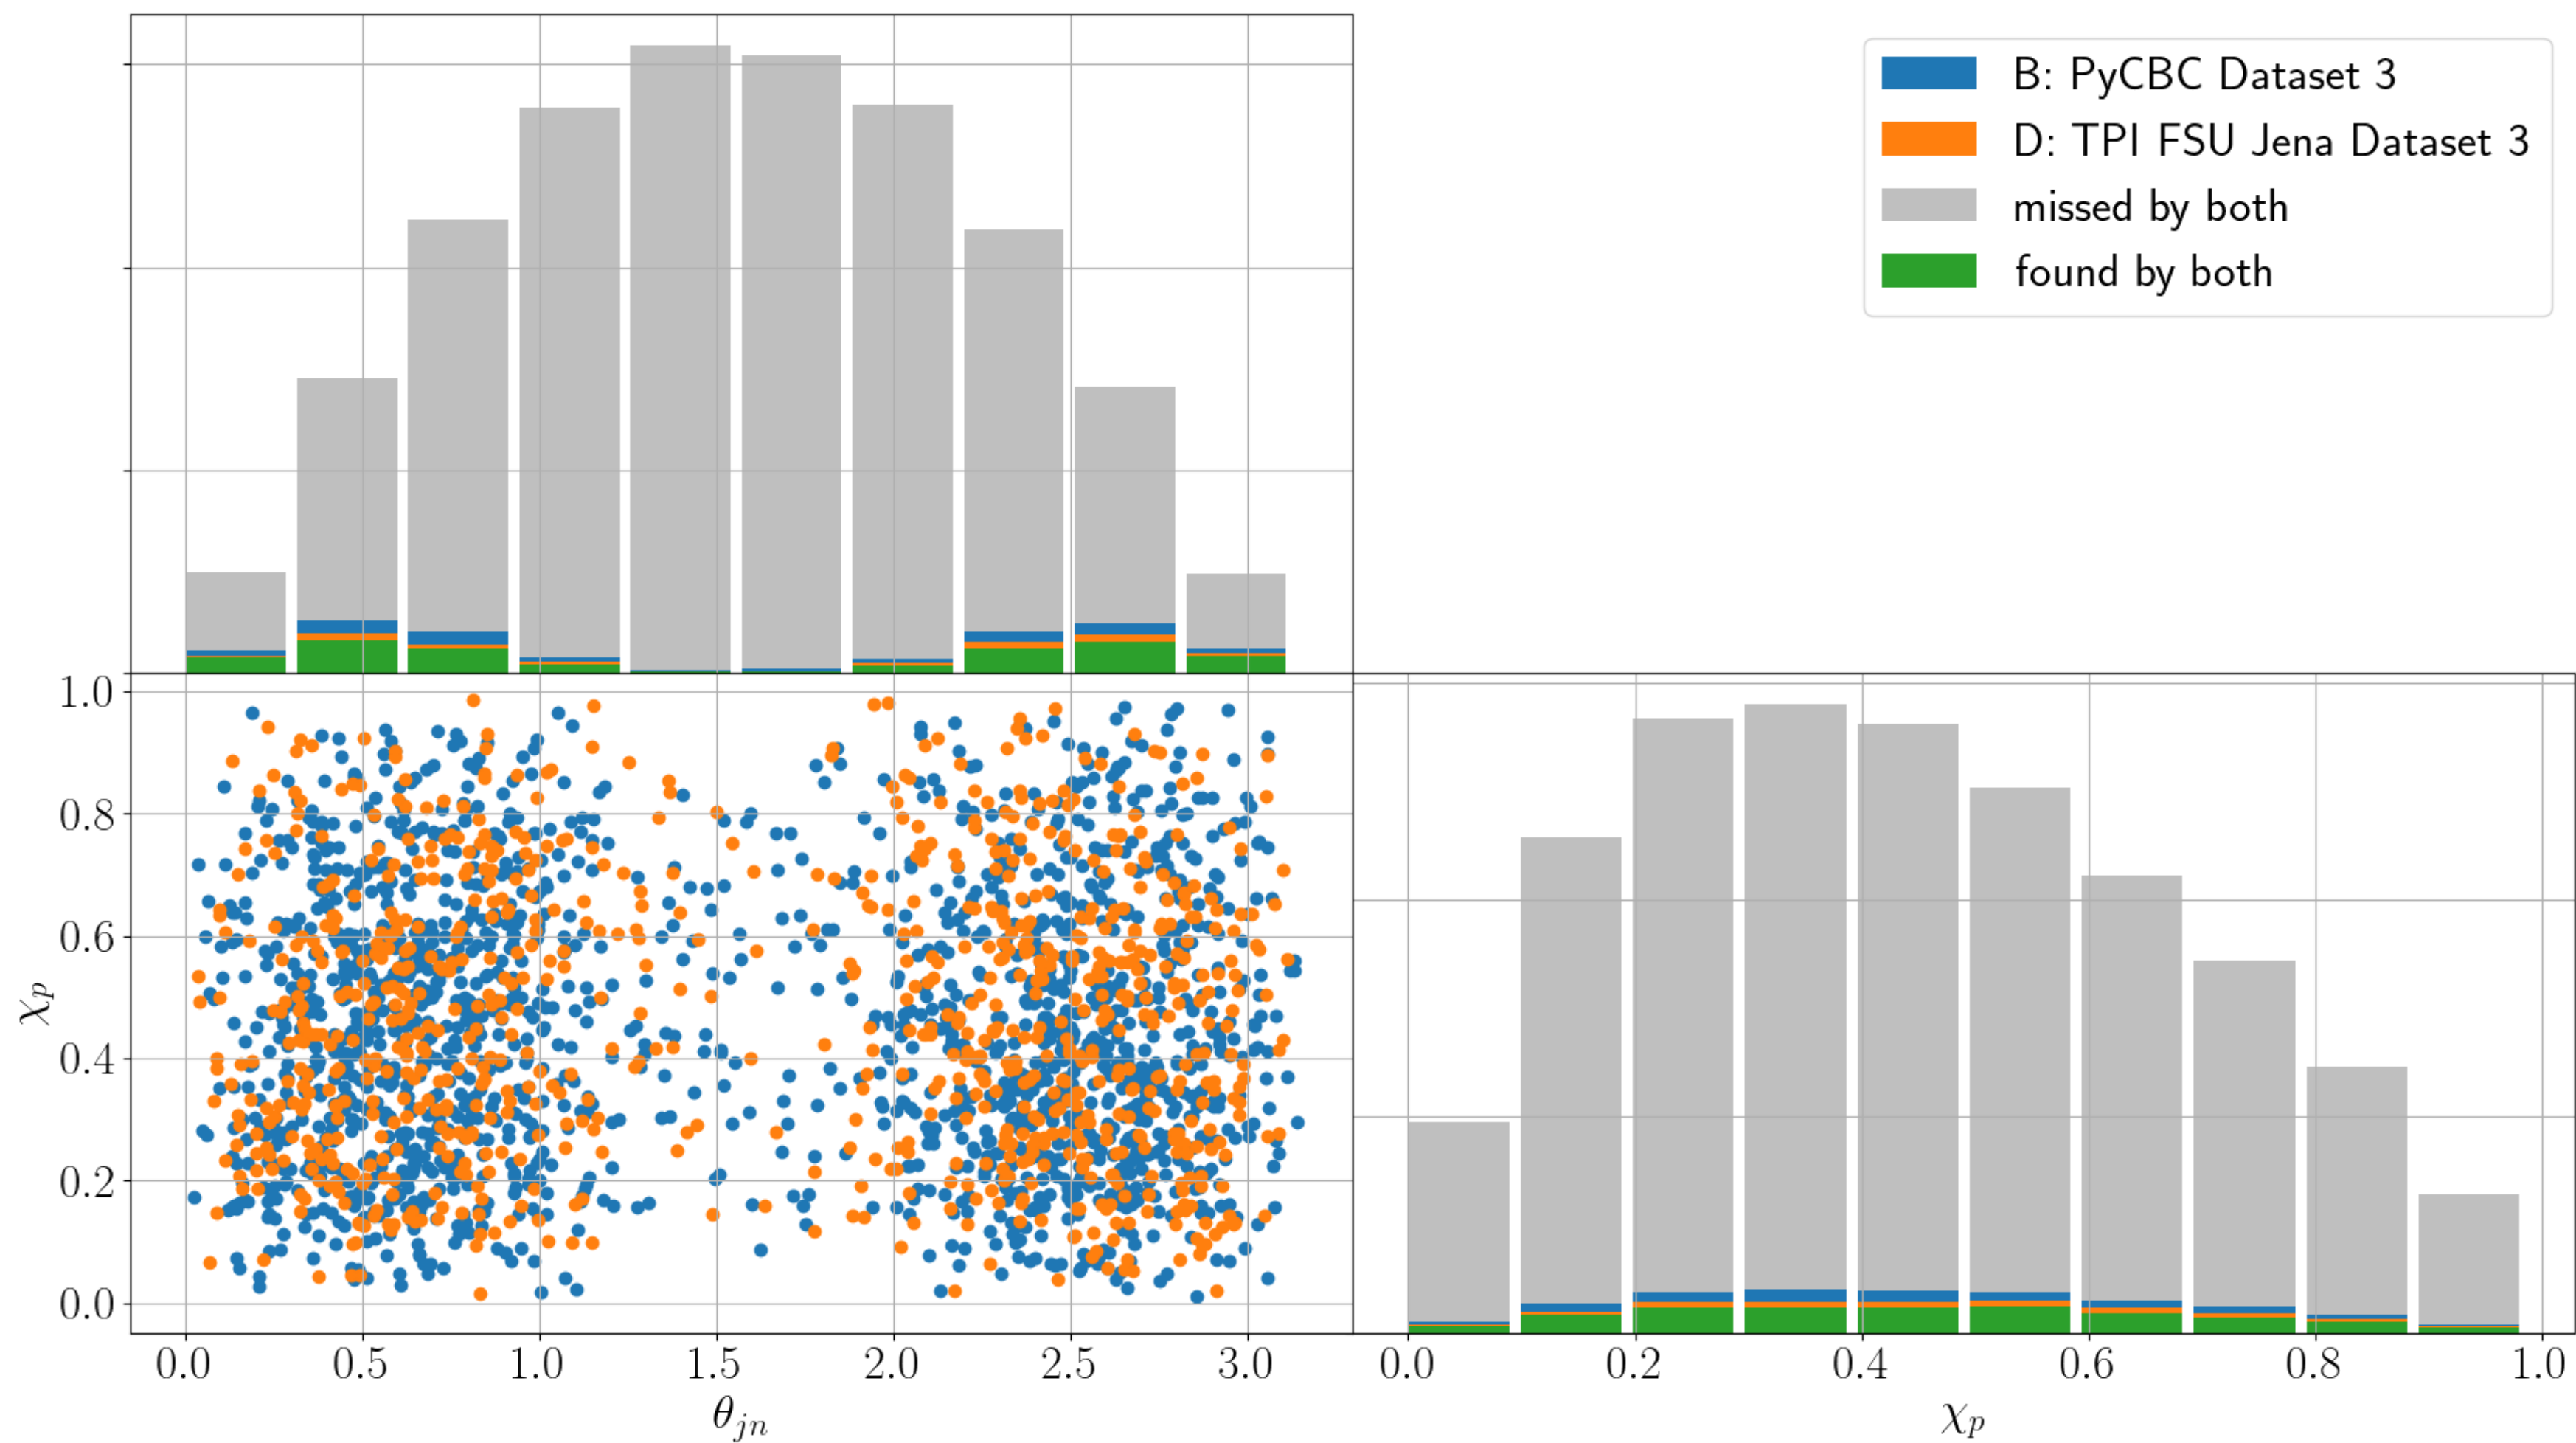 B: PyCBC Dataset 3
D: TPI FSU Jena Dataset 3
missed by both
found by both
1.0
0.8
0.6
0.4
0.2
0.0
χp
0.0 0.5 1.0 1.5 2.0 2.5 3.0
θjn
0.0 0.2 0.4 0.6 0.8 1.0
χp